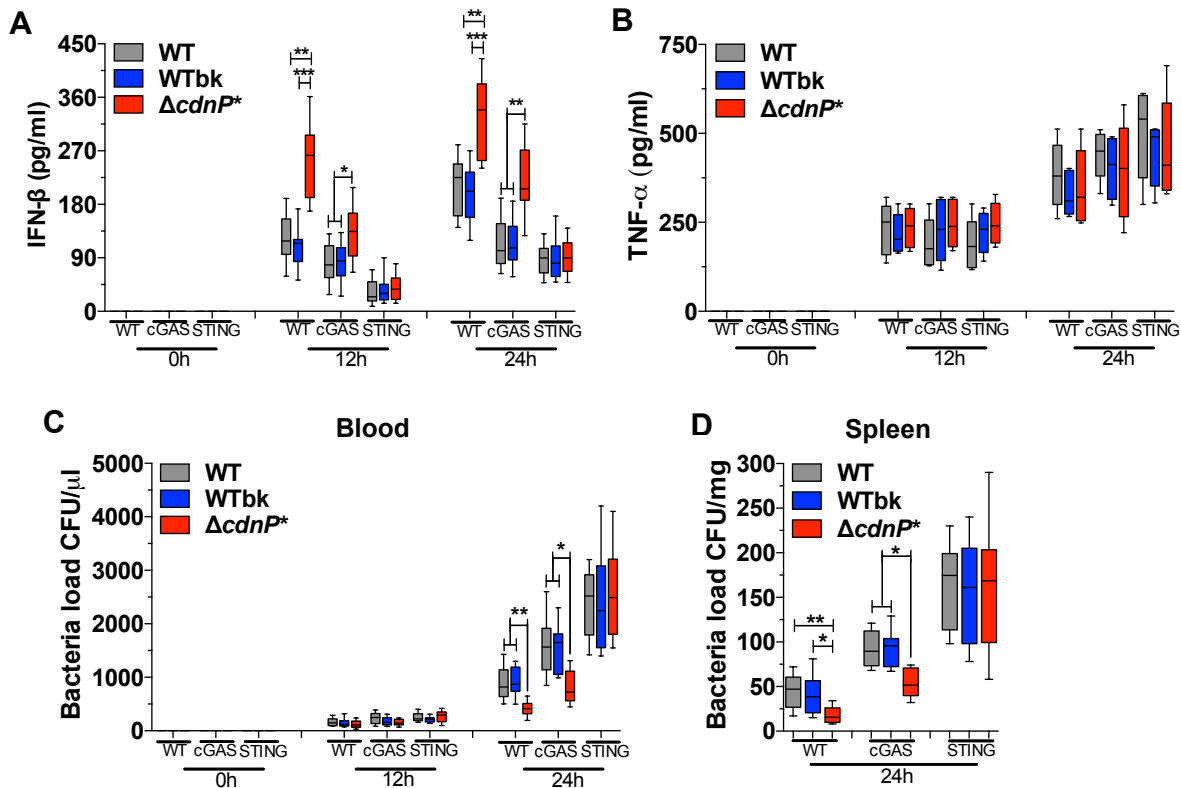 A
IFN-β (pg/ml)
450
360
270
180
90
0
WT
WTbk
ΔcdnP*
** *** * ** *** **
WT cGAS STING WT cGAS STING WT cGAS STING
0h 12h 24h
B
TNF-α (pg/ml)
750
500
250
0
WT
WTbk
ΔcdnP*
WT cGAS STING WT cGAS STING WT cGAS STING
0h 12h 24h
C
Blood
Bacteria load CFU/μl
5000
4000
3000
2000
1000
0
WT
WTbk
ΔcdnP*
** *
WT cGAS STING WT cGAS STING WT cGAS STING
0h 12h 24h
D
Spleen
Bacteria load CFU/mg
300
250
200
150
100
50
0
WT
WTbk
ΔcdnP*
** * *
WT cGAS STING
24h